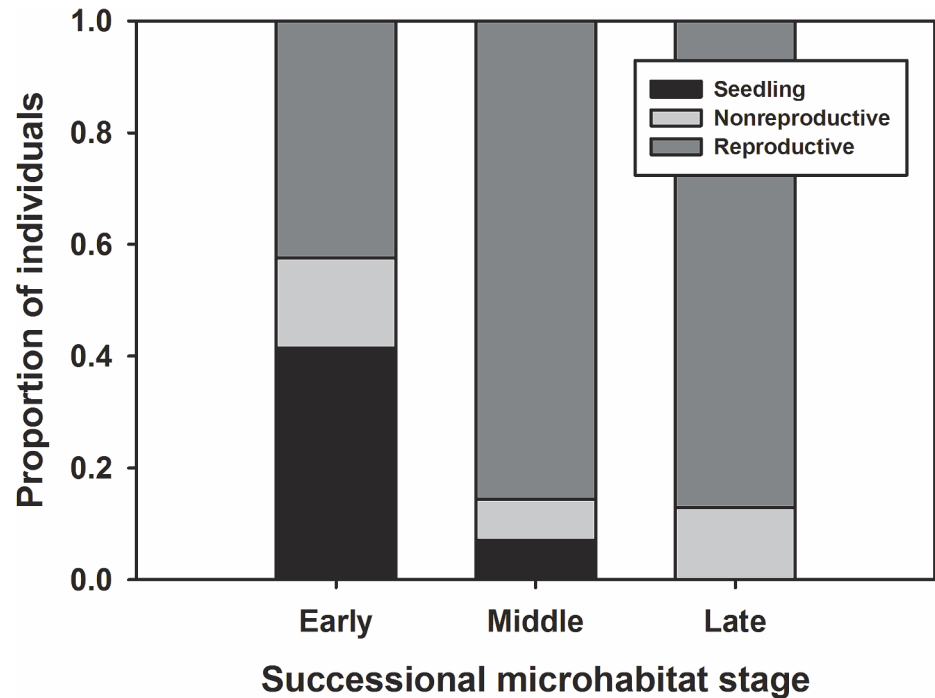 Proportion of individuals
1.0
0.8
0.6
0.4
0.2
0.0
Seedling
Nonreproductive
Reproductive
Early Middle Late
Successional microhabitat stage